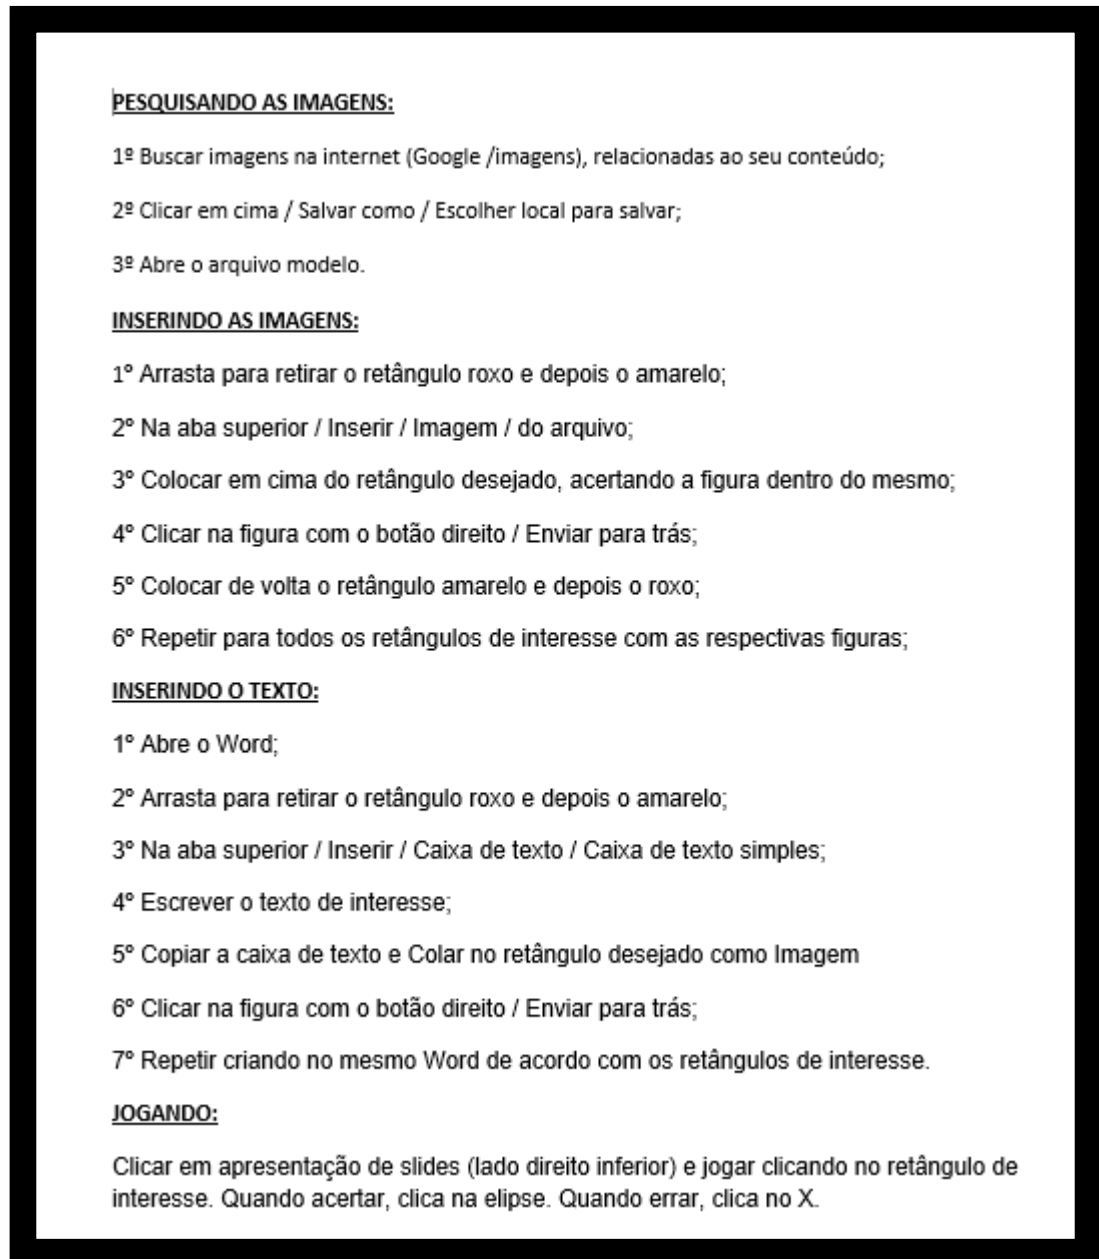 PESQUISANDO AS IMAGENS:
1º Buscar imagens na internet (Google /imagens), relacionadas ao seu conteúdo;
2º Clicar em cima / Salvar como / Escolher local para salvar;
3º Abre o arquivo modelo.
INSERINDO AS IMAGENS:
1º Arrasta para retirar o retângulo roxo e depois o amarelo;
2º Na aba superior / Inserir / Imagem / do arquivo;
3º Colocar em cima do retângulo desejado, acertando a figura dentro do mesmo;
4º Clicar na figura com o botão direito / Enviar para trás;
5º Colocar de volta o retângulo amarelo e depois o roxo;
6º Repetir para todos os retângulos de interesse com as respectivas figuras;
INSERINDO O TEXTO:
1º Abre o Word;
2º Arrasta para retirar o retângulo roxo e depois o amarelo;
3º Na aba superior / Inserir / Caixa de texto / Caixa de texto simples;
4º Escrever o texto de interesse;
5º Copiar a caixa de texto e Colar no retângulo desejado como Imagem
6º Clicar na figura com o botão direito / Enviar para trás;
7º Repetir criando no mesmo Word de acordo com os retângulos de interesse.
JOGANDO:
Clicar em apresentação de slides (lado direito inferior) e jogar clicando no retângulo de
interesse. Quando acertar, clica na elipse. Quando errar, clica no X.